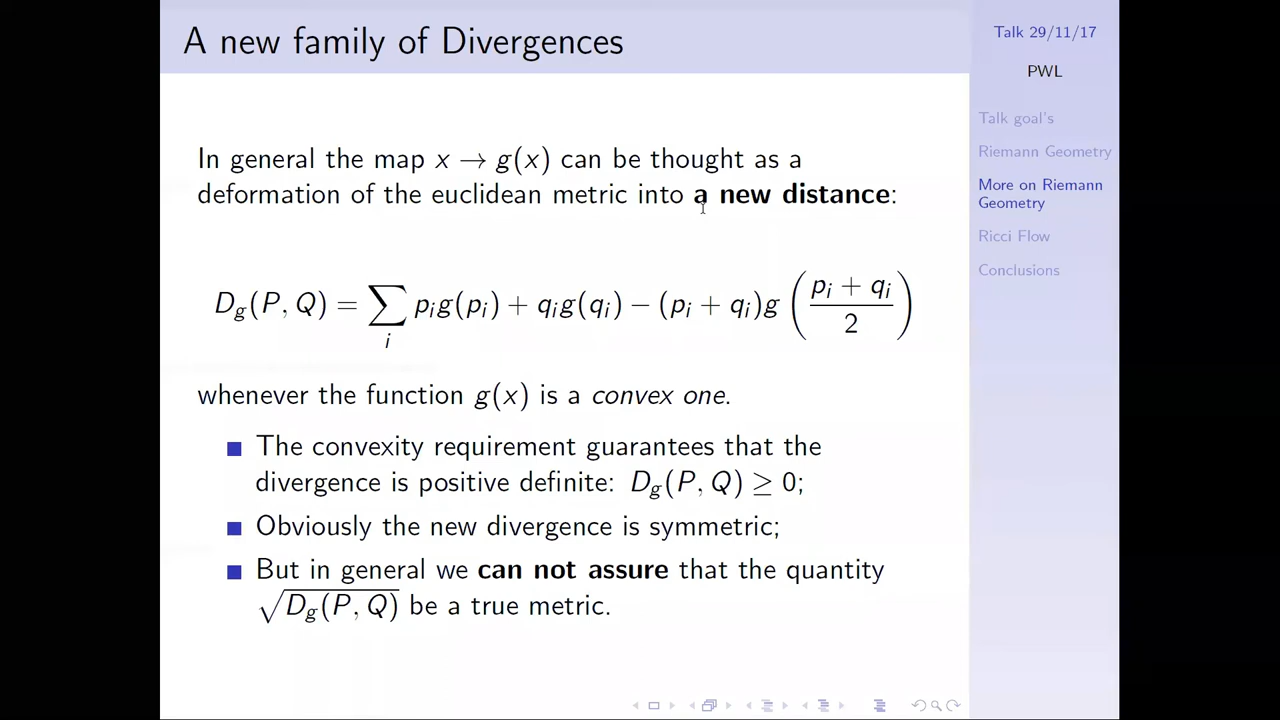 A new family of Divergences
In general the map x → g(x) can be thought as a
deformation of the euclidean metric into a new distance:
D_g(P, Q) = ∑_i p_i g(p_i) + q_i g(q_i) − (p_i + q_i) g ((p_i + q_i)/2)
whenever the function g(x) is a convex one.
The convexity requirement guarantees that the
divergence is positive definite: D_g(P, Q) ≥ 0;
Obviously the new divergence is symmetric;
But in general we can not assure that the quantity
√D_g(P, Q) be a true metric.
Talk 29/11/17
PWL
Talk goal's
Riemann Geometry
More on Riemann
Geometry
Ricci Flow
Conclusions